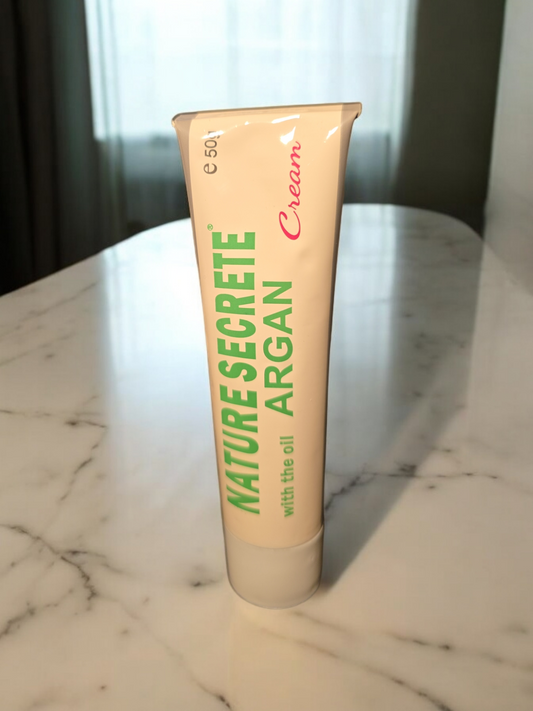 NATURE SECRETE®
with the oil ARGAN
Cream
e 50g